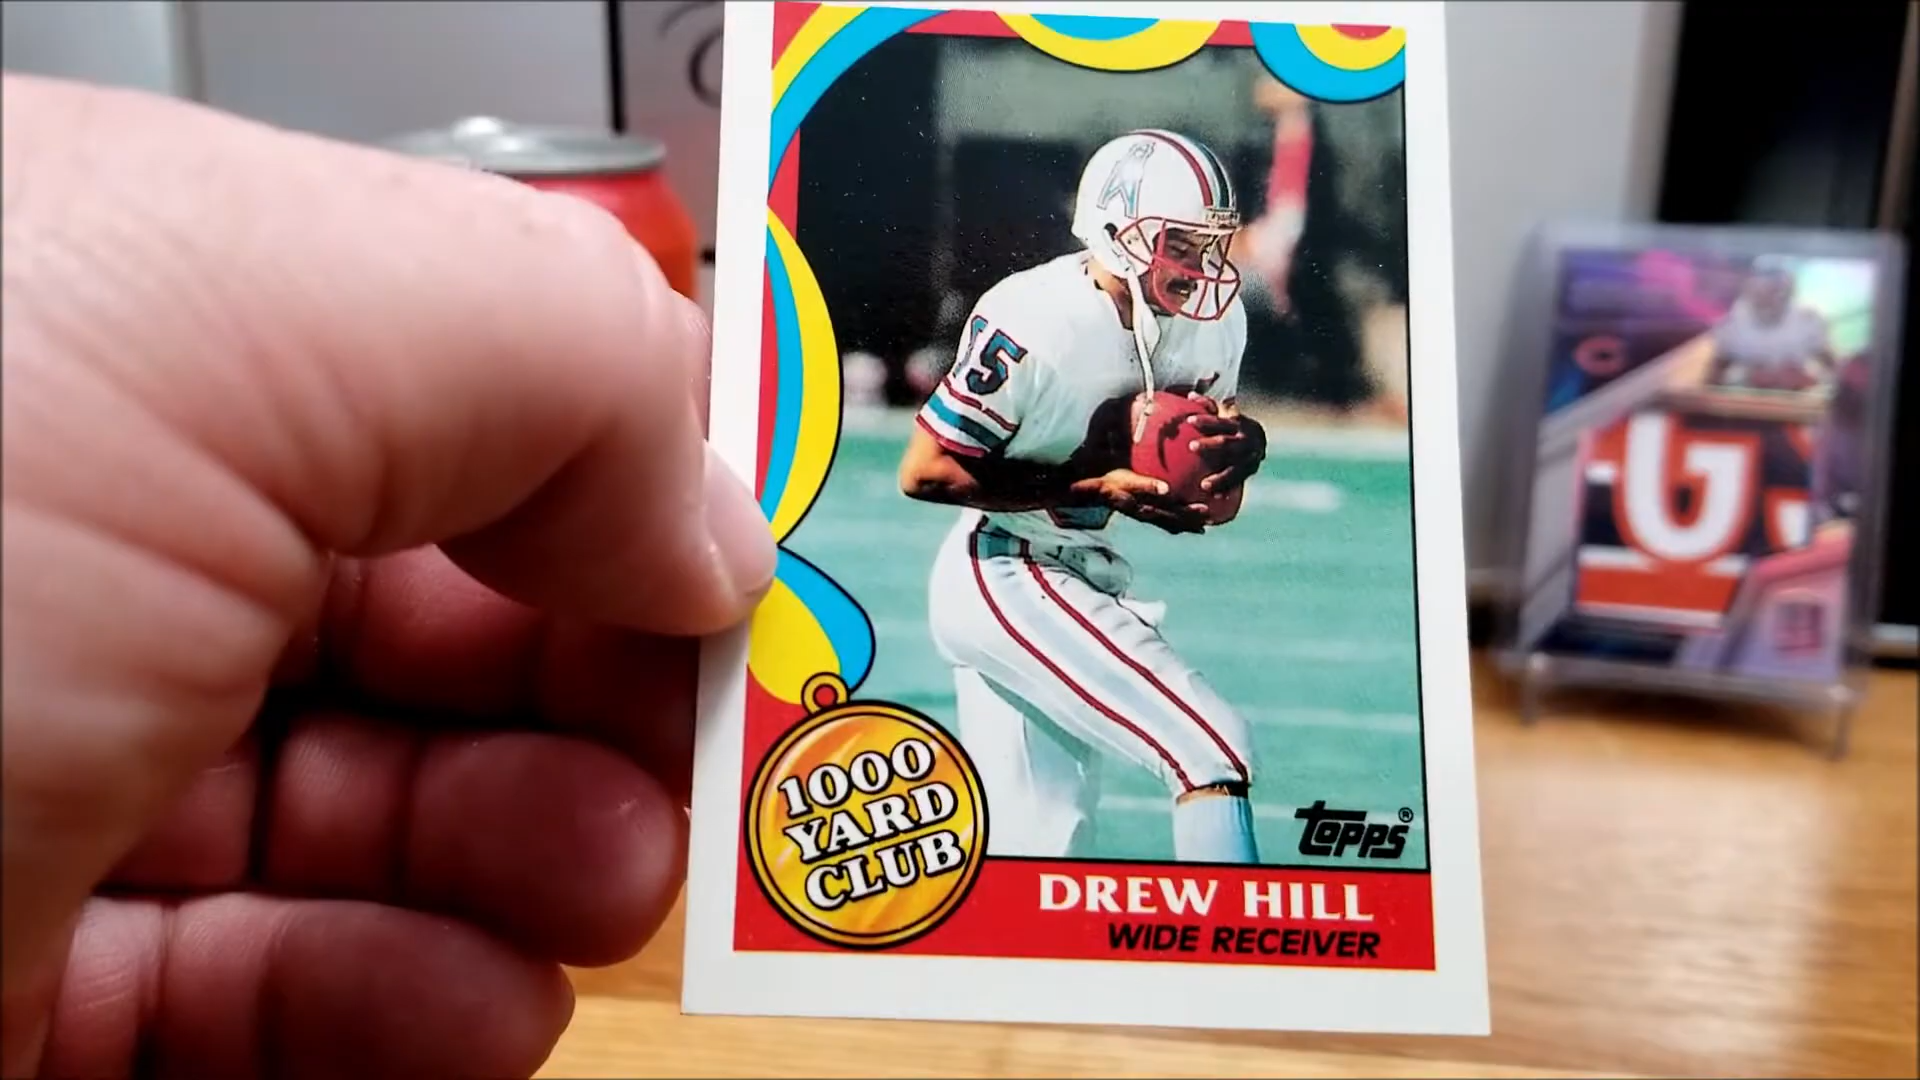 15
1000
YARD
CLUB
topps®
DREW HILL
WIDE RECEIVER
C
G